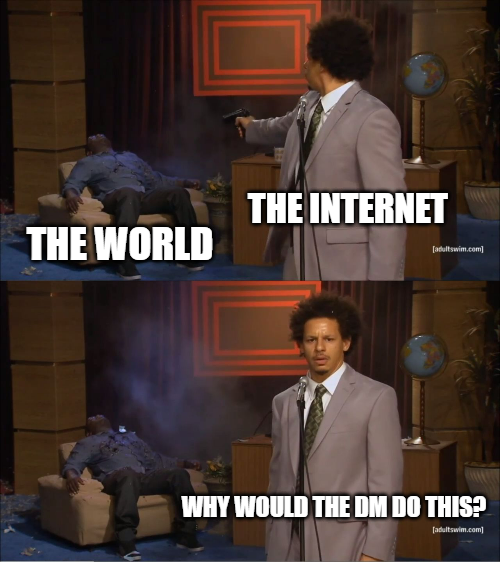 THE INTERNET
THE WORLD
[adultswim.com]
WHY WOULD THE DM DO THIS?
[adultswim.com]